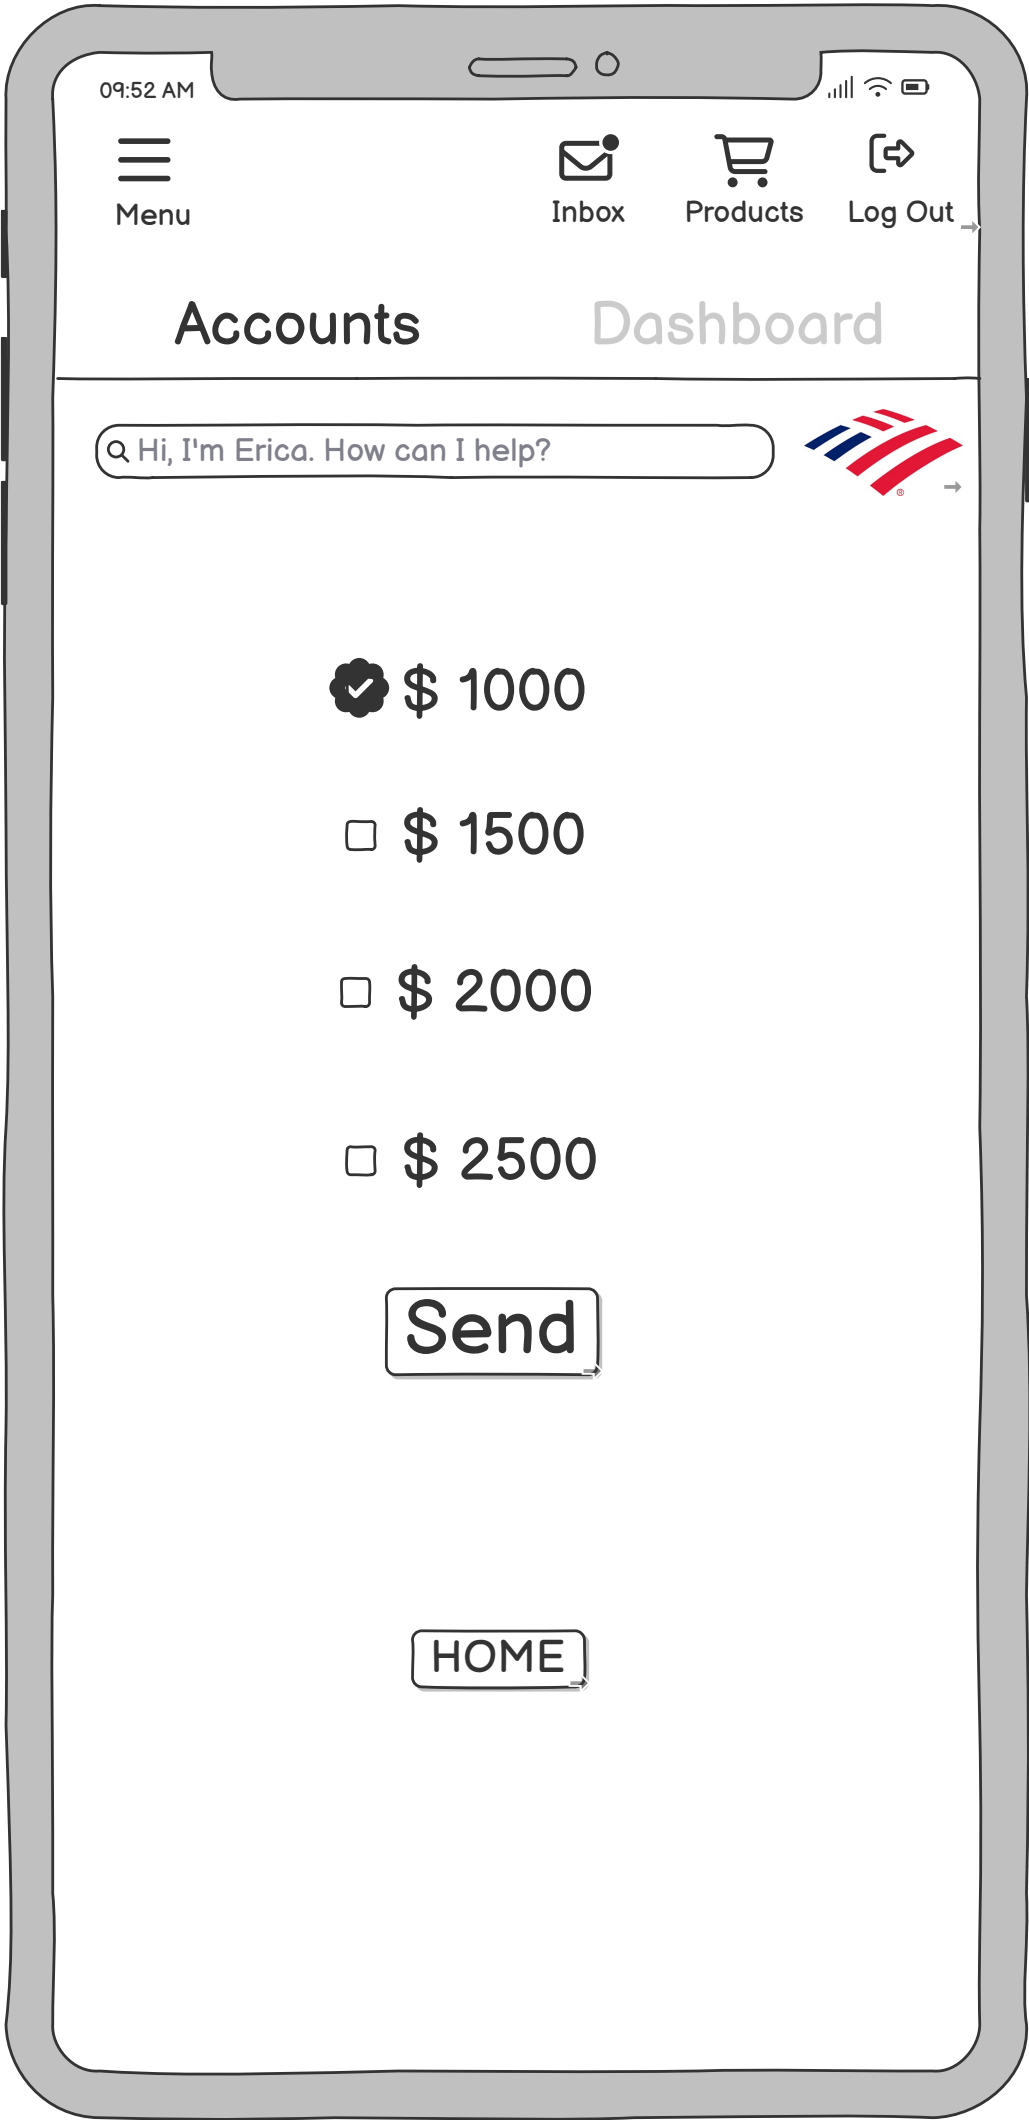 09:52 AM
Menu
Inbox
Products
Log Out
Accounts
Dashboard
Hi, I'm Erica. How can I help?
®
$ 1000
$ 1500
$ 2000
$ 2500
Send
HOME